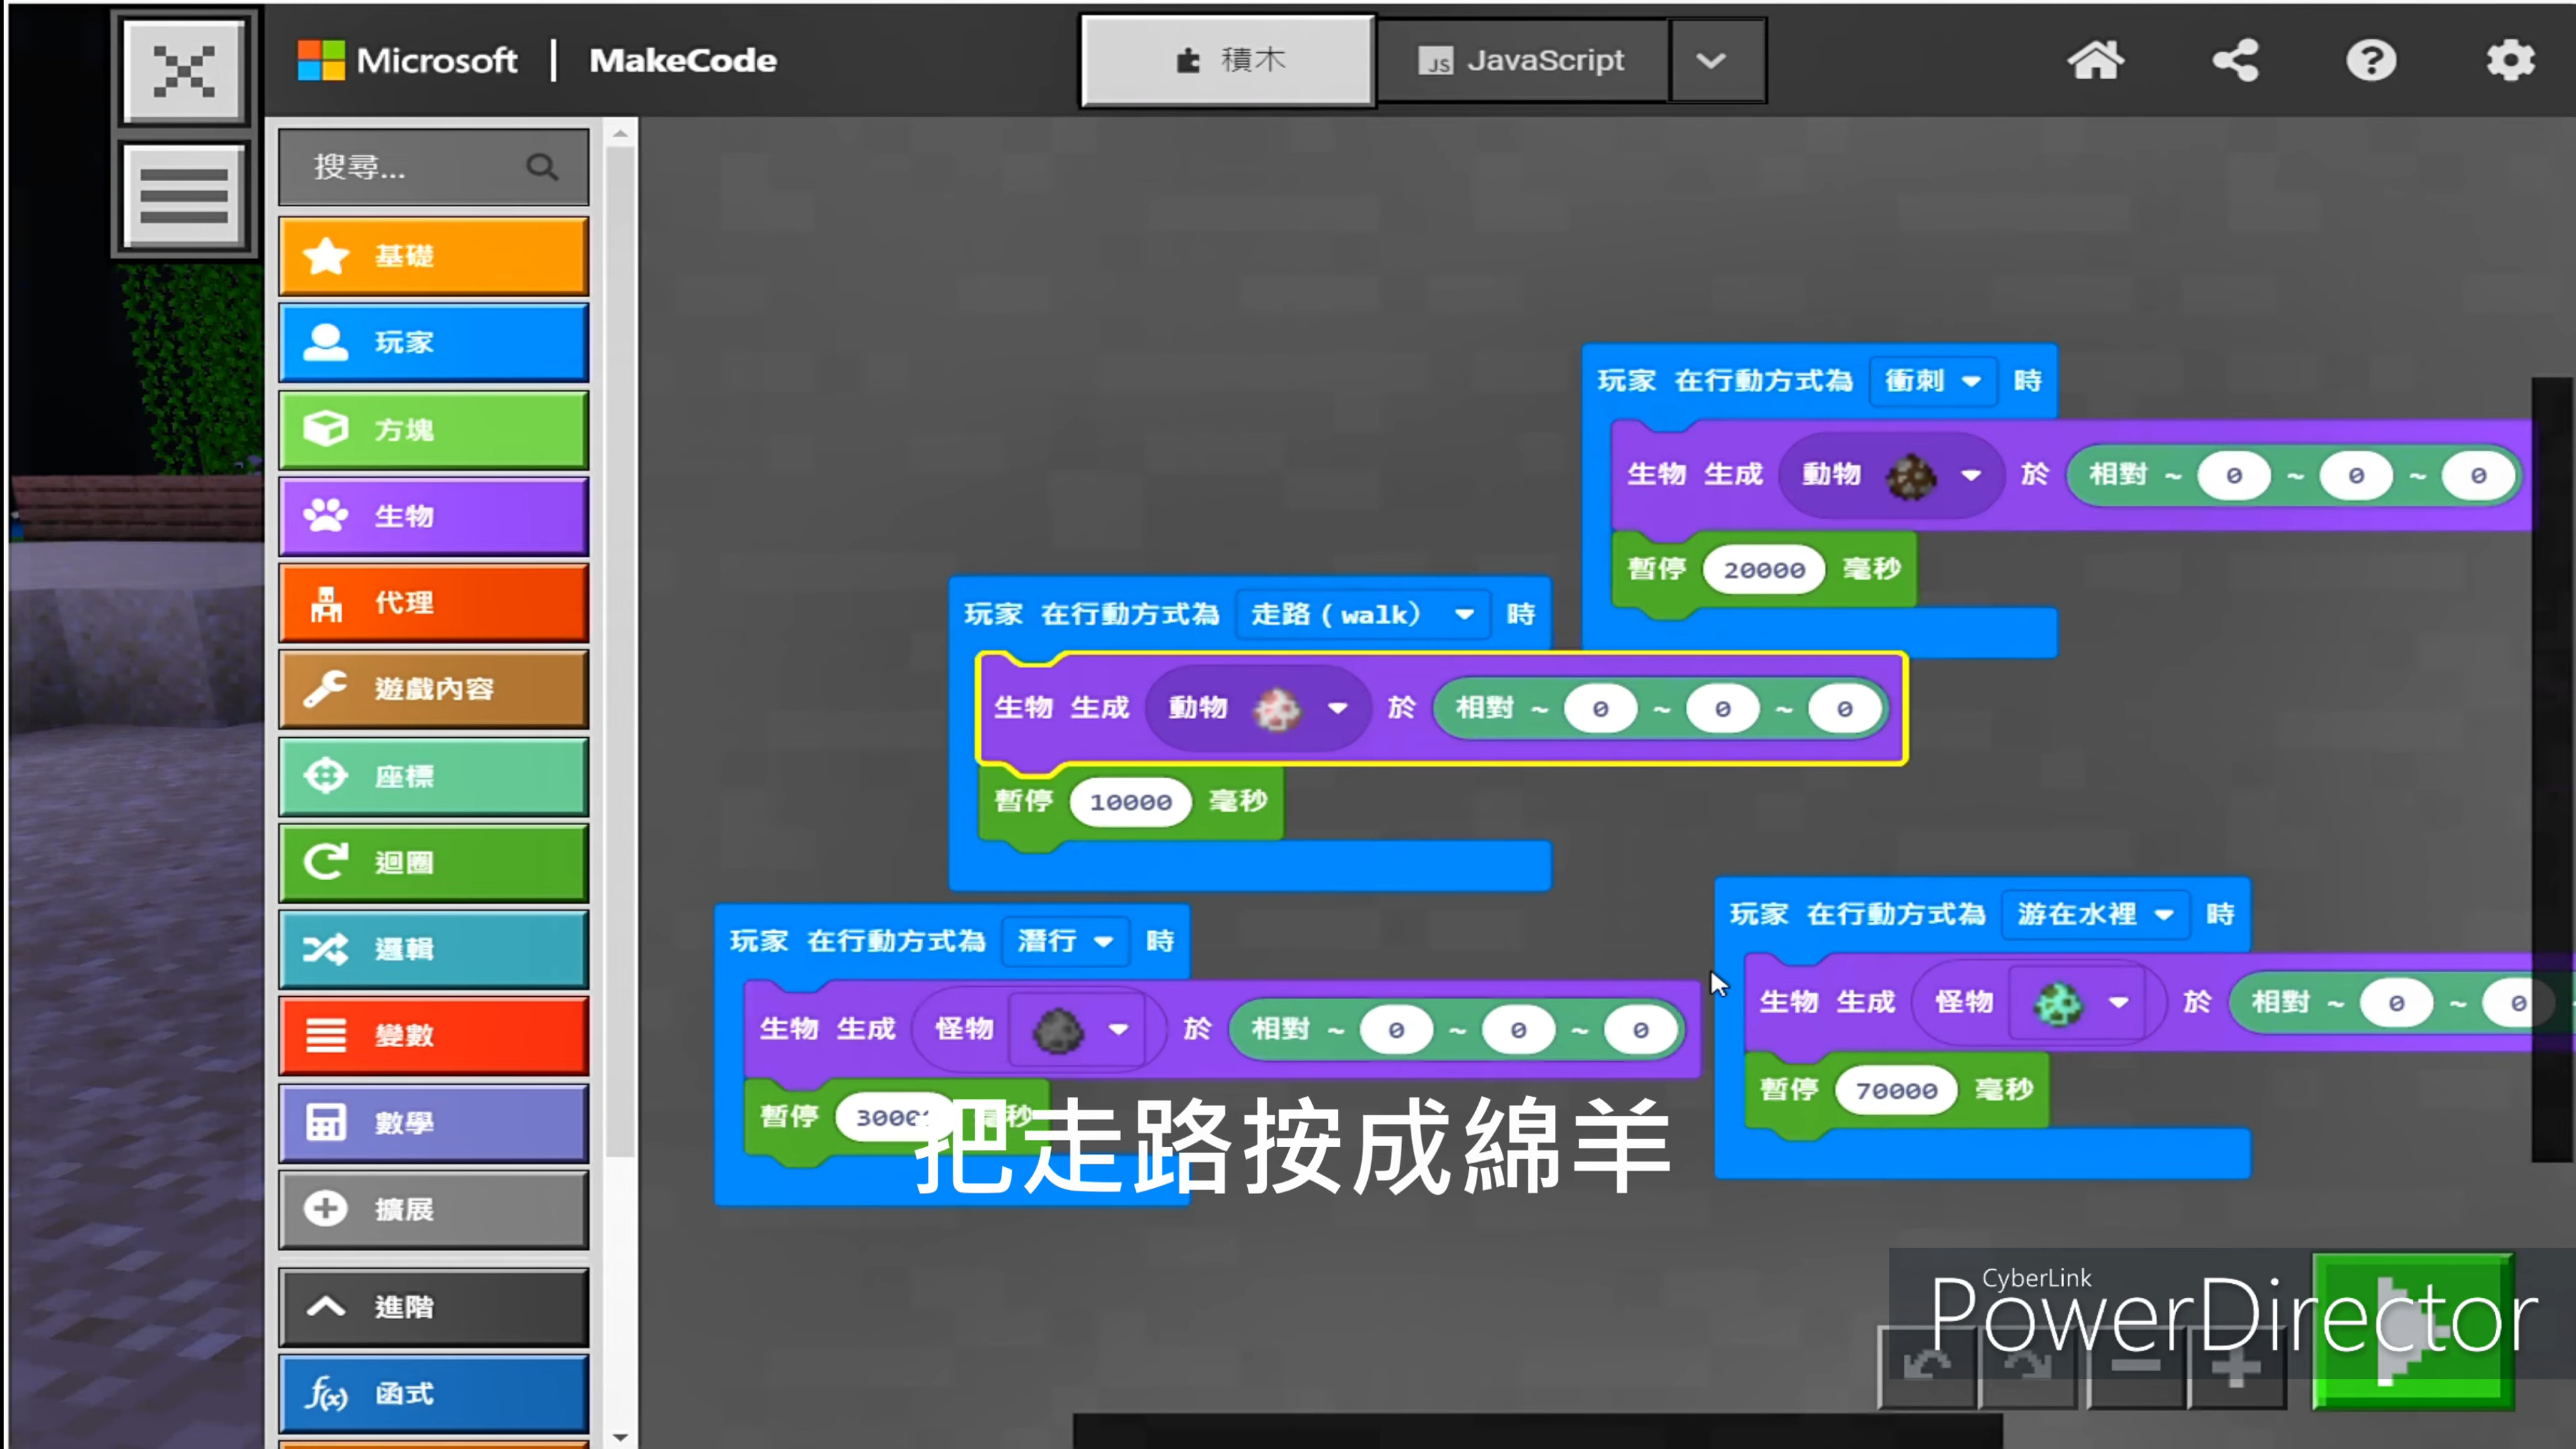 Microsoft | MakeCode
積木
JavaScript
搜尋...
基礎
玩家
方塊
生物
代理
遊戲內容
座標
迴圈
邏輯
變數
數學
擴展
進階
f(x) 函式
玩家 在行動方式為 衝刺 時
生物 生成 動物 於 相對 ~ 0 ~ 0 ~ 0
暫停 20000 毫秒
玩家 在行動方式為 走路(walk) 時
生物 生成 動物 於 相對 ~ 0 ~ 0 ~ 0
暫停 10000 毫秒
玩家 在行動方式為 潛行 時
生物 生成 怪物 於 相對 ~ 0 ~ 0 ~ 0
暫停 毫秒
玩家 在行動方式為 游在水裡 時
生物 生成 怪物 於 相對 ~ 0 ~ 0
暫停 70000 毫秒
把走路按成綿羊
CyberLink
PowerDirector